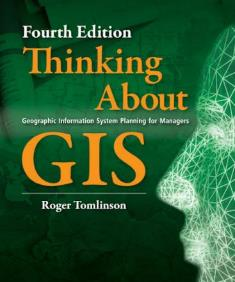 Fourth Edition
Thinking
About
Geographic Information System Planning for Managers
GIS
Roger Tomlinson